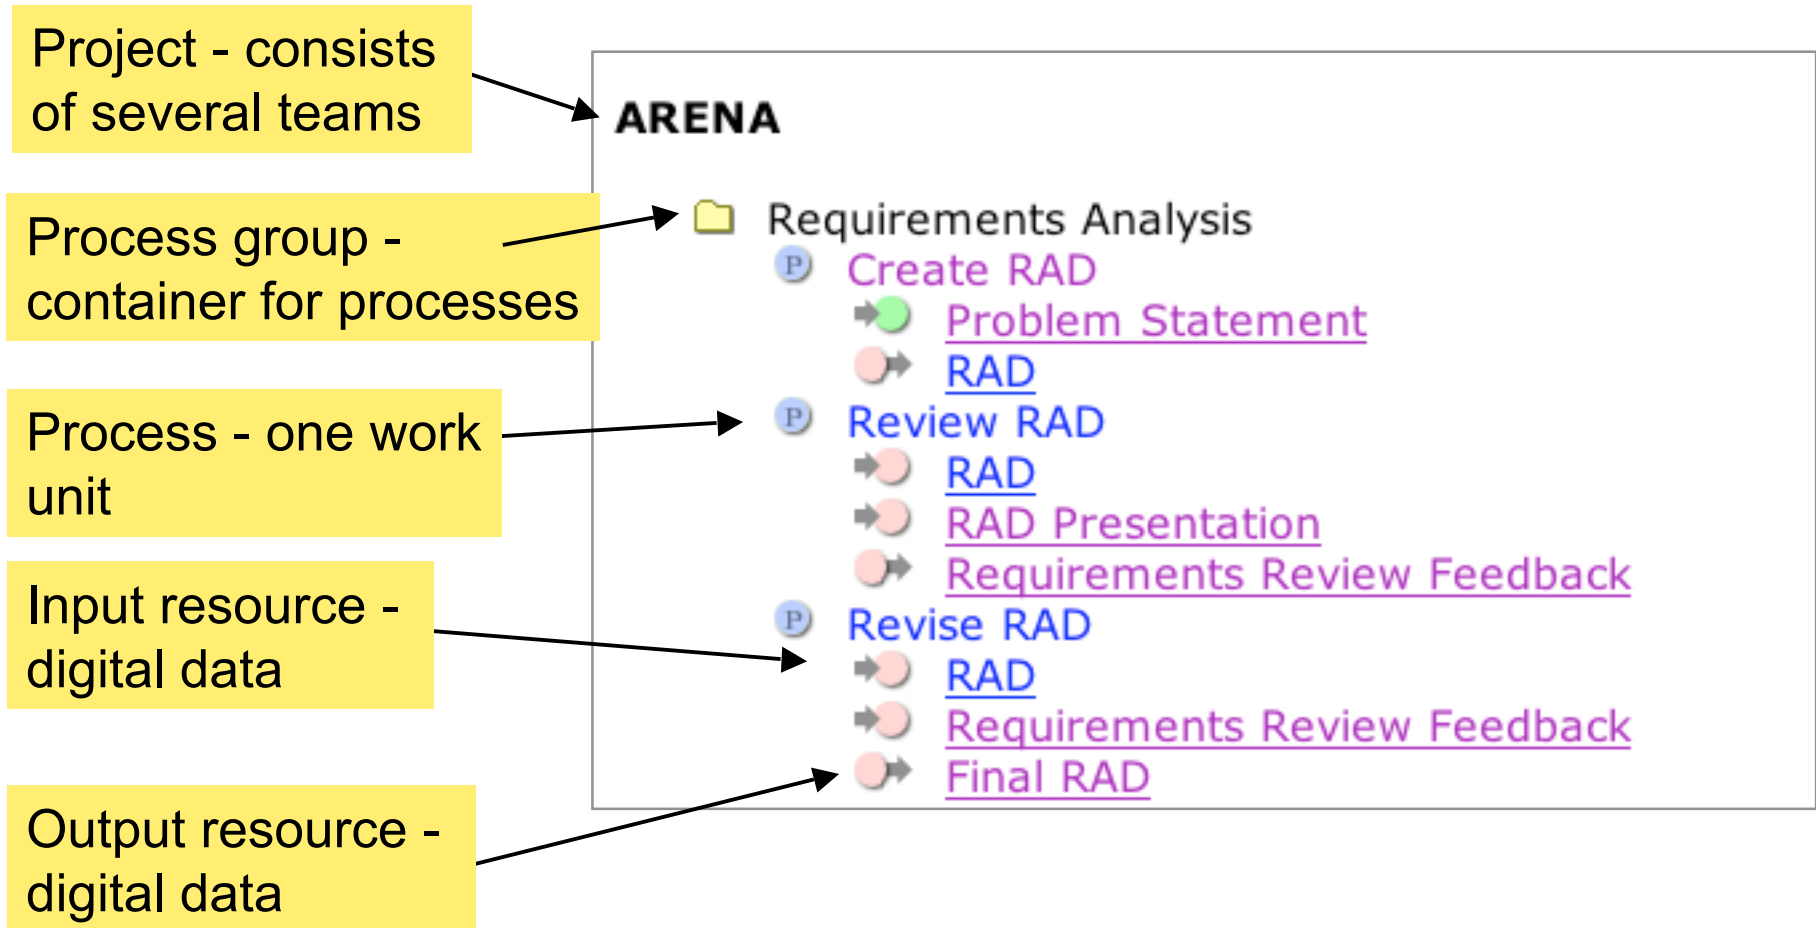 Project - consists
of several teams
ARENA
Process group -
container for processes
Requirements Analysis
P Create RAD
Problem Statement
RAD
Process - one work
unit
P Review RAD
RAD
RAD Presentation
Requirements Review Feedback
Input resource -
digital data
P Revise RAD
RAD
Requirements Review Feedback
Final RAD
Output resource -
digital data